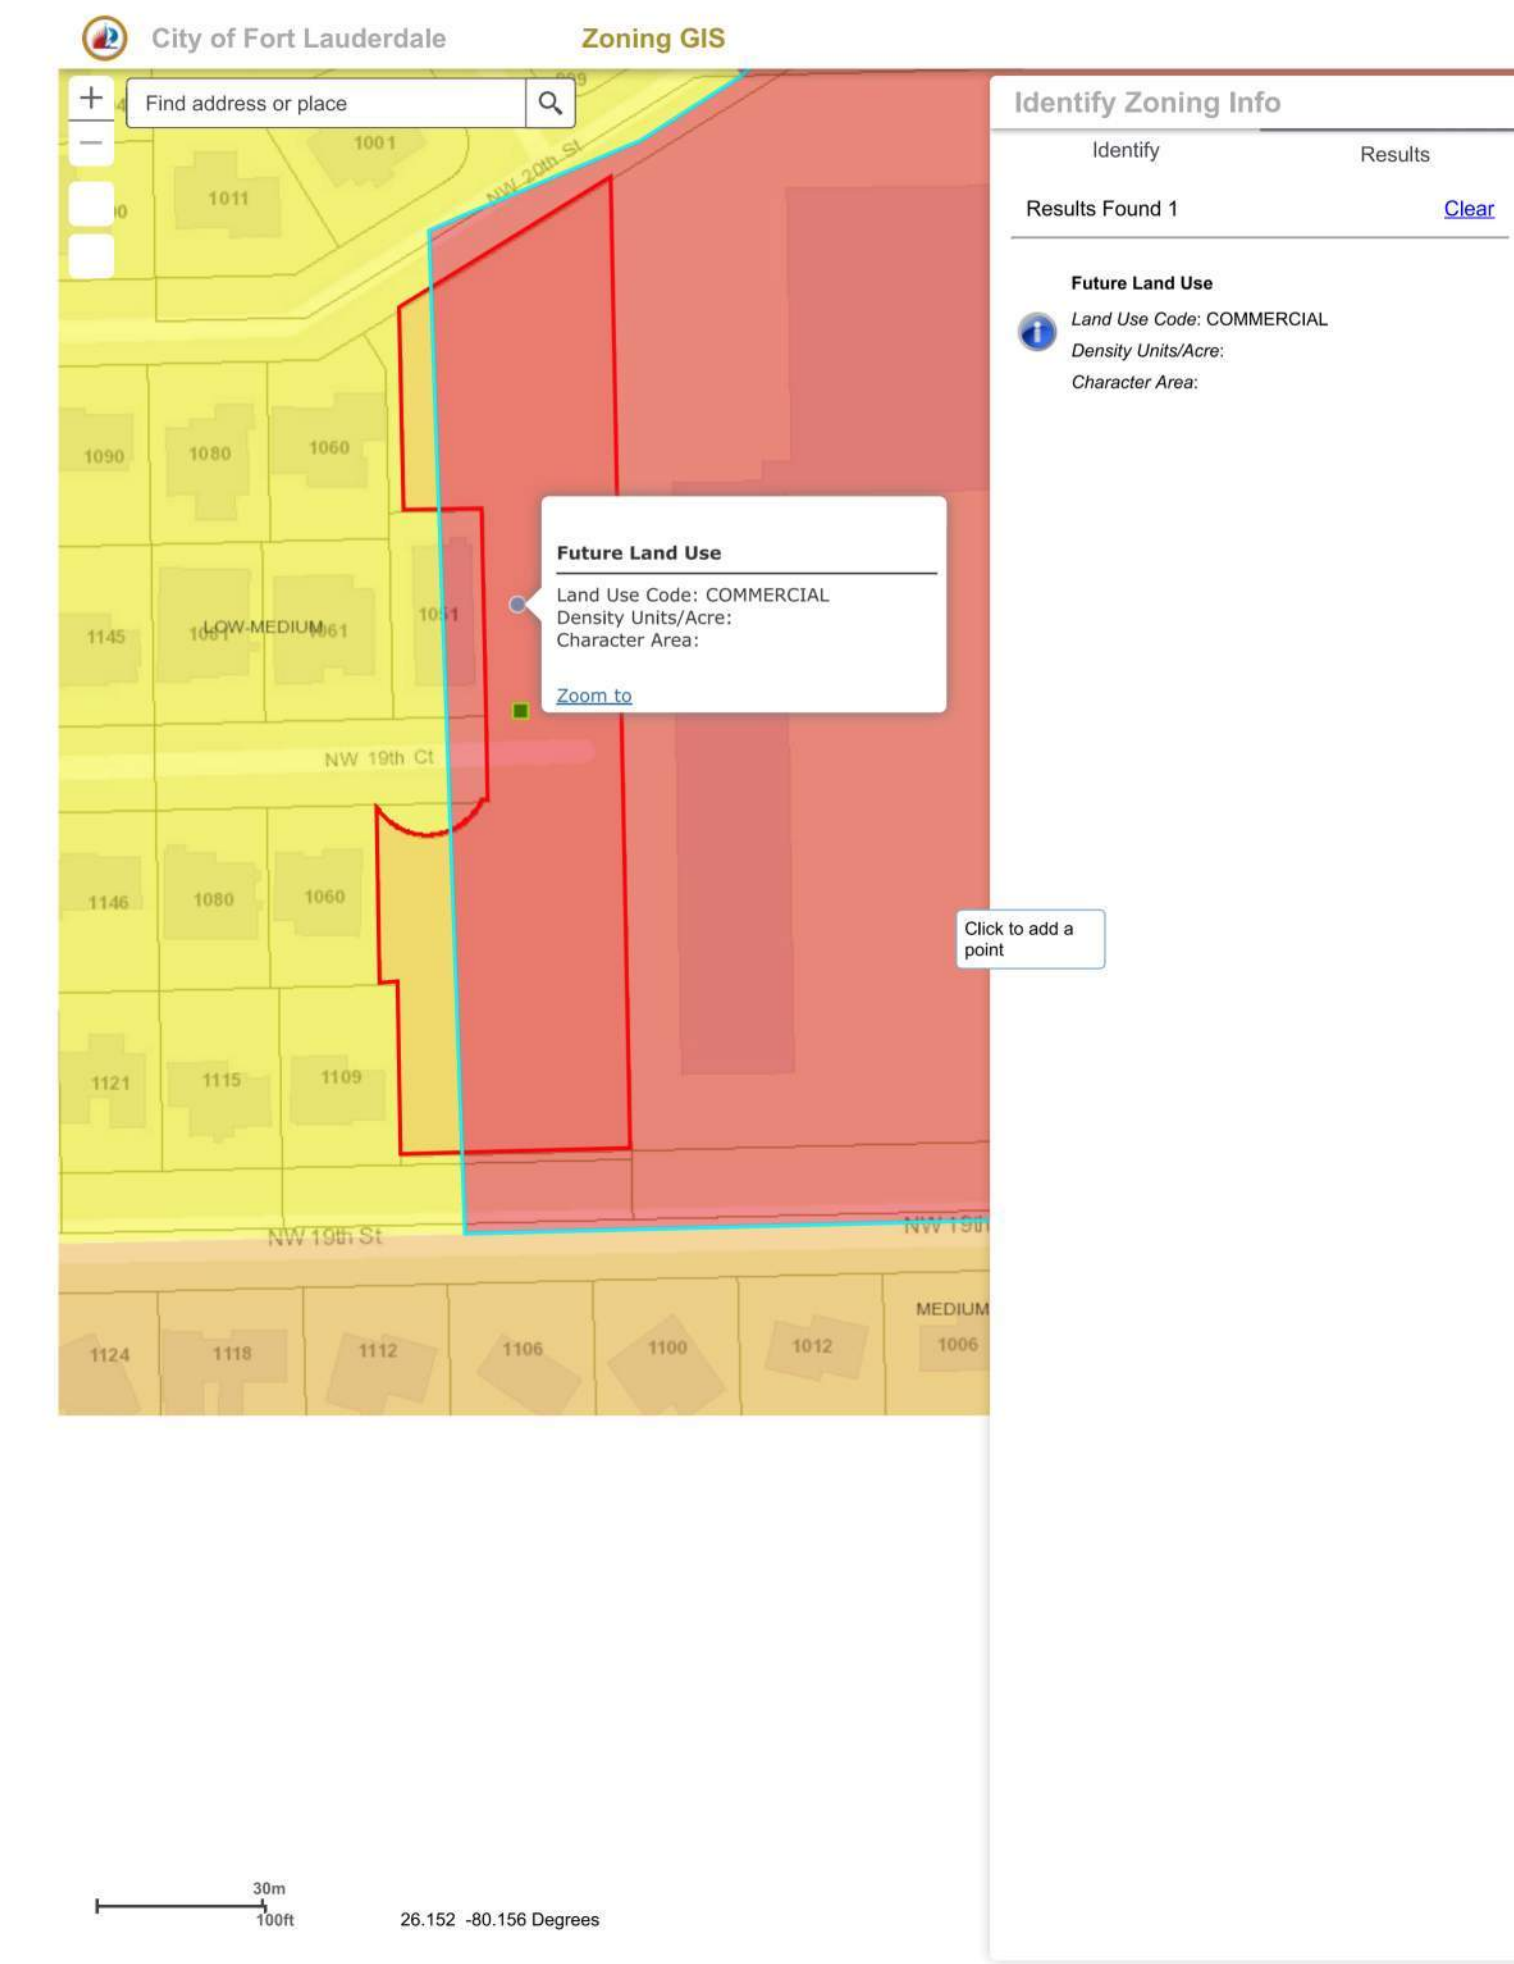 City of Fort Lauderdale
Zoning GIS
Find address or place
Identify Zoning Info
Identify
Results
Results Found 1
Clear
Future Land Use
Land Use Code: COMMERCIAL
Density Units/Acre:
Character Area:
1001
NW 20th St
1011
1090
1080
1060
Future Land Use
Land Use Code: COMMERCIAL
Density Units/Acre:
Character Area:
Zoom to
1145
LOW-MEDIUM
1061
1051
NW 19th Ct
1146
1080
1060
Click to add a
point
1121
1115
1109
NW 19th St
NW 19th
MEDIUM
1124
1118
1112
1106
1100
1012
1006
30m
100ft
26.152 -80.156 Degrees